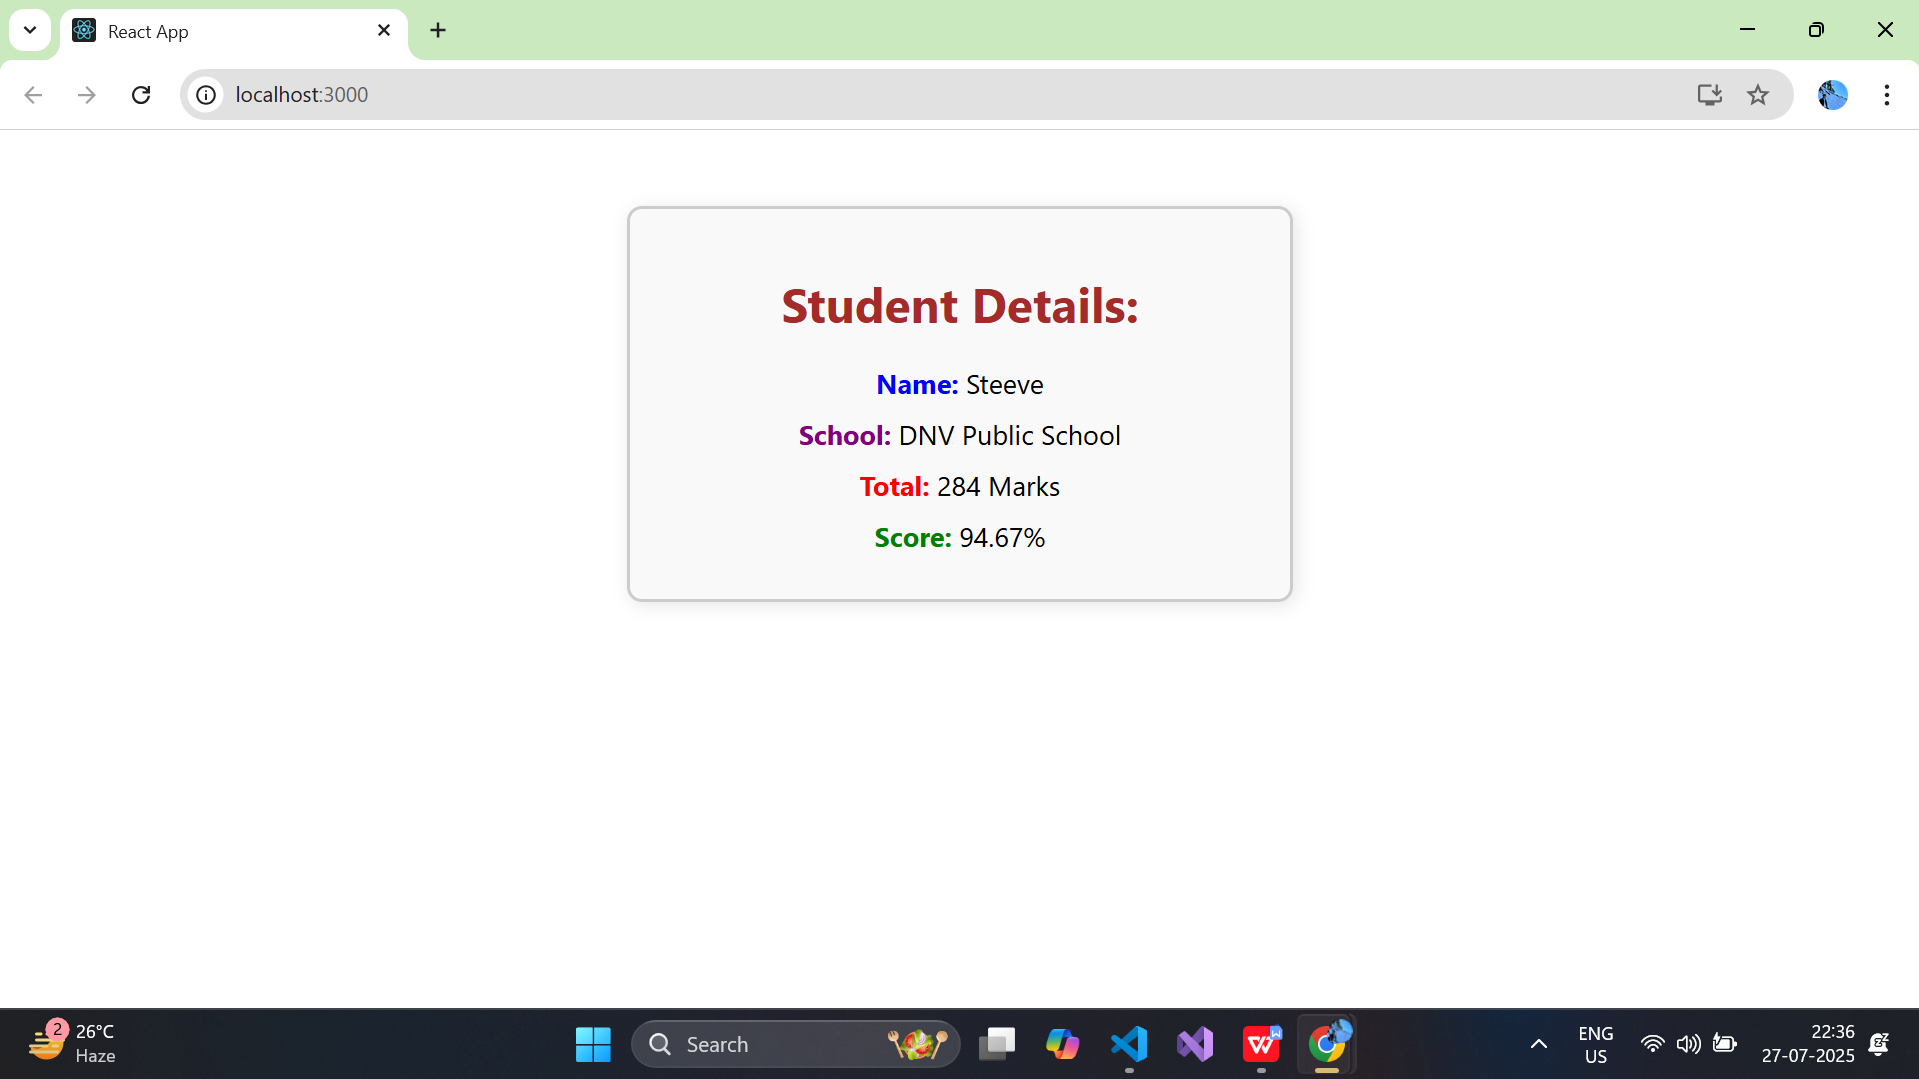 React App
localhost:3000
Student Details:
Name: Steeve
School: DNV Public School
Total: 284 Marks
Score: 94.67%
2
26°C
Haze
Search
W
ENG
US
22:36
27-07-2025